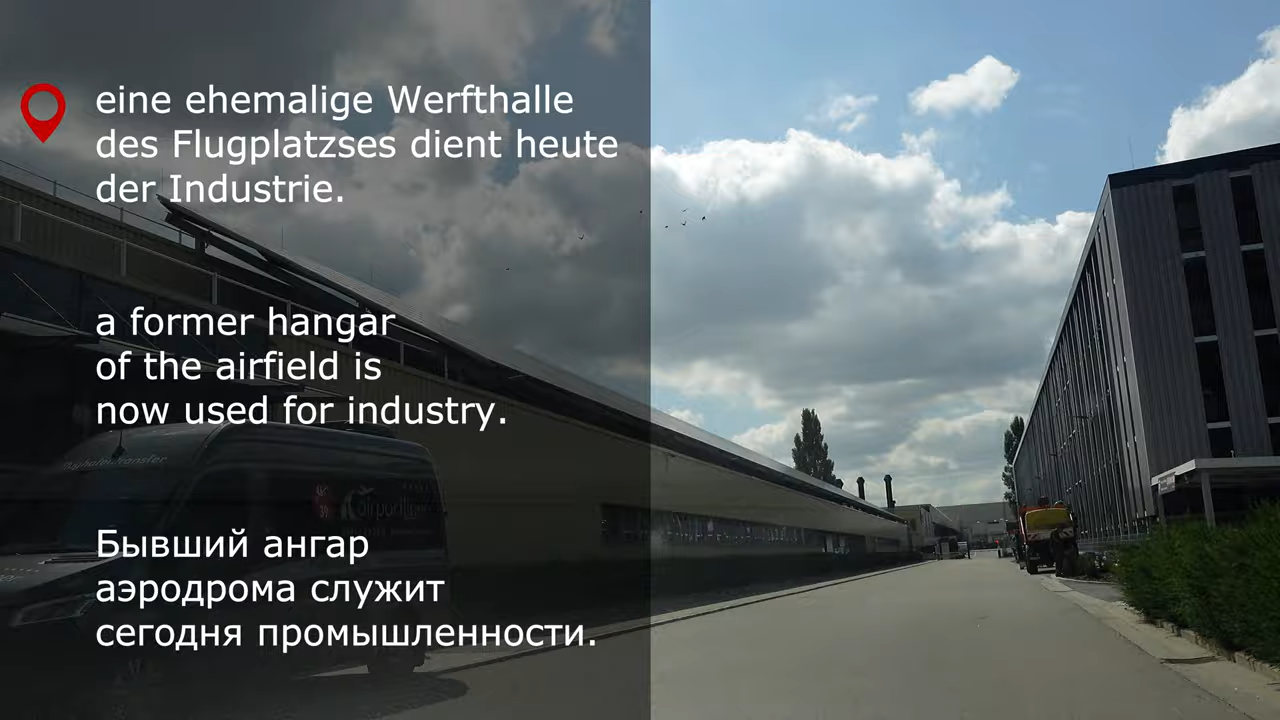 eine ehemalige Werfthalle
des Flugplatzses dient heute
der Industrie.
a former hangar
of the airfield is
now used for industry.
Бывший ангар
аэродрома служит
сегодня промышленности.
airport